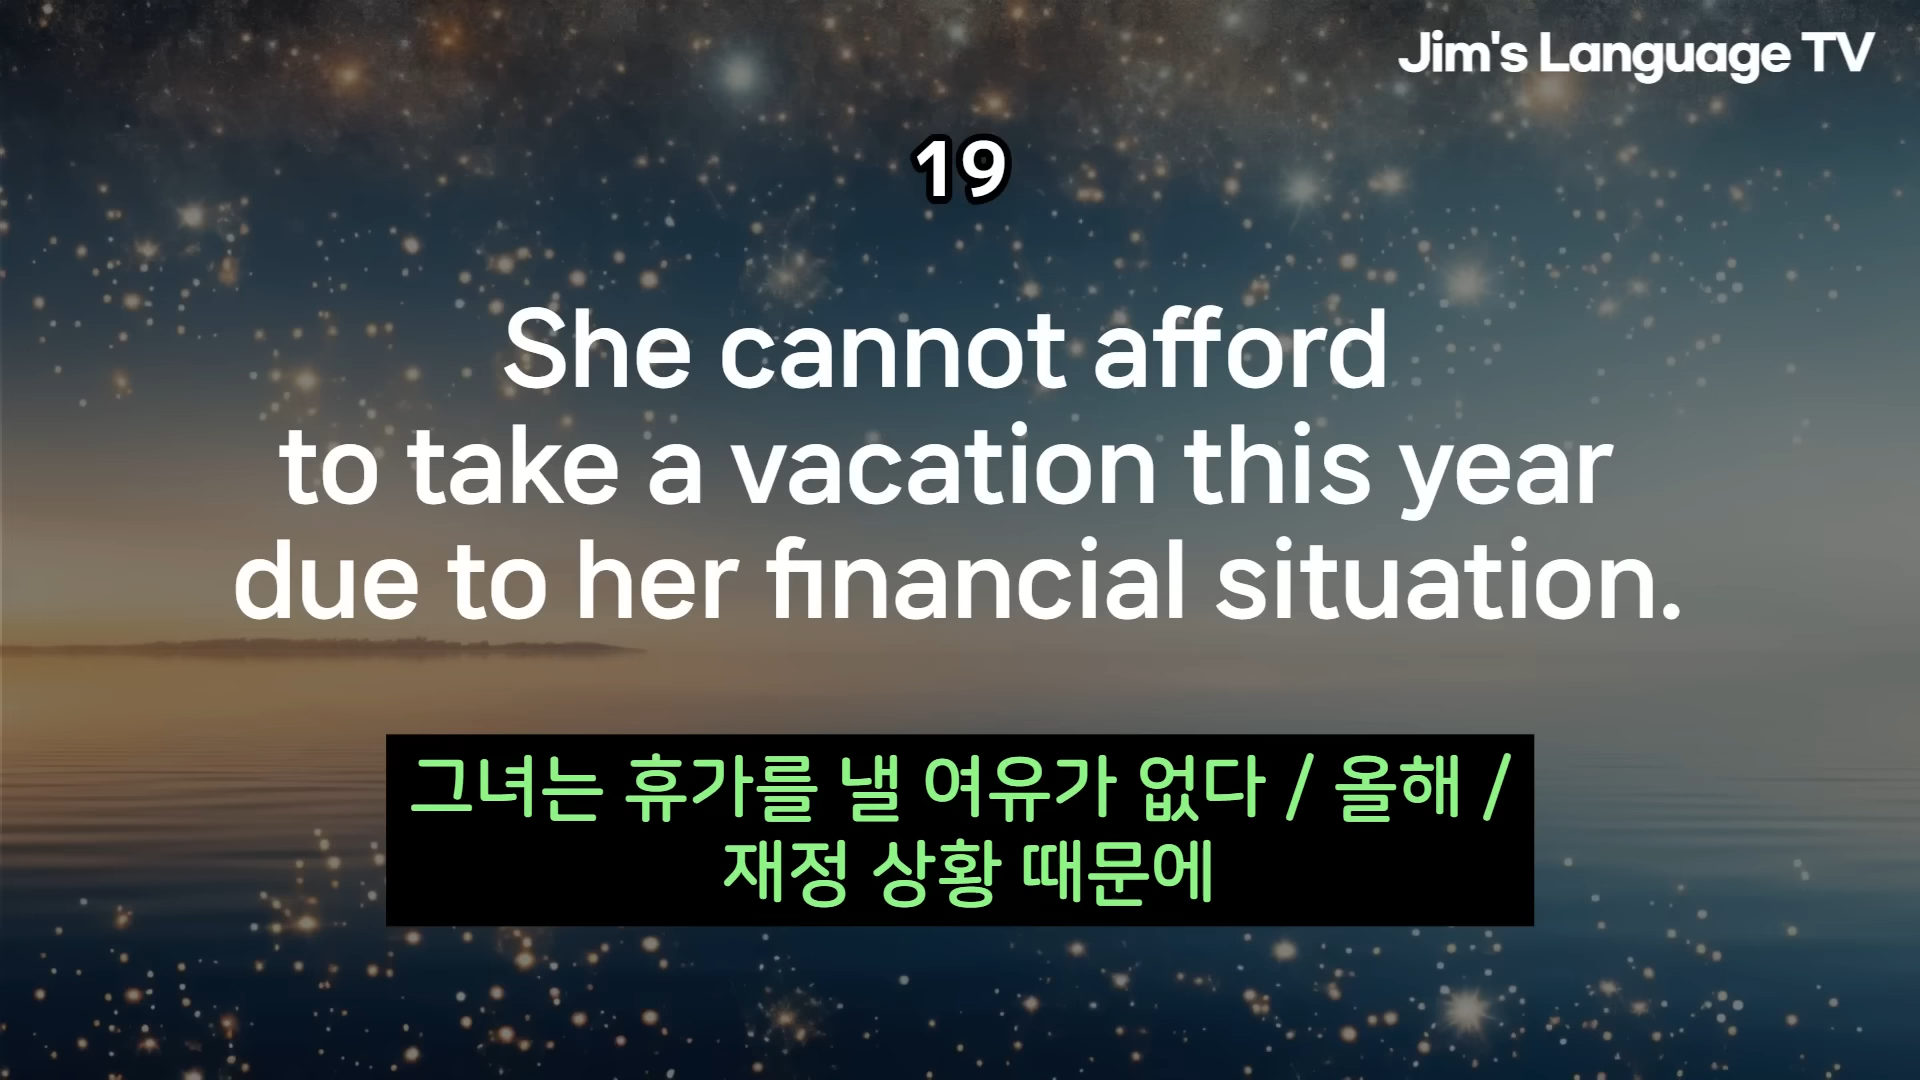 Jim's Language TV
19
She cannot afford
to take a vacation this year
due to her financial situation.
그녀는 휴가를 낼 여유가 없다 / 올해 /
재정 상황 때문에